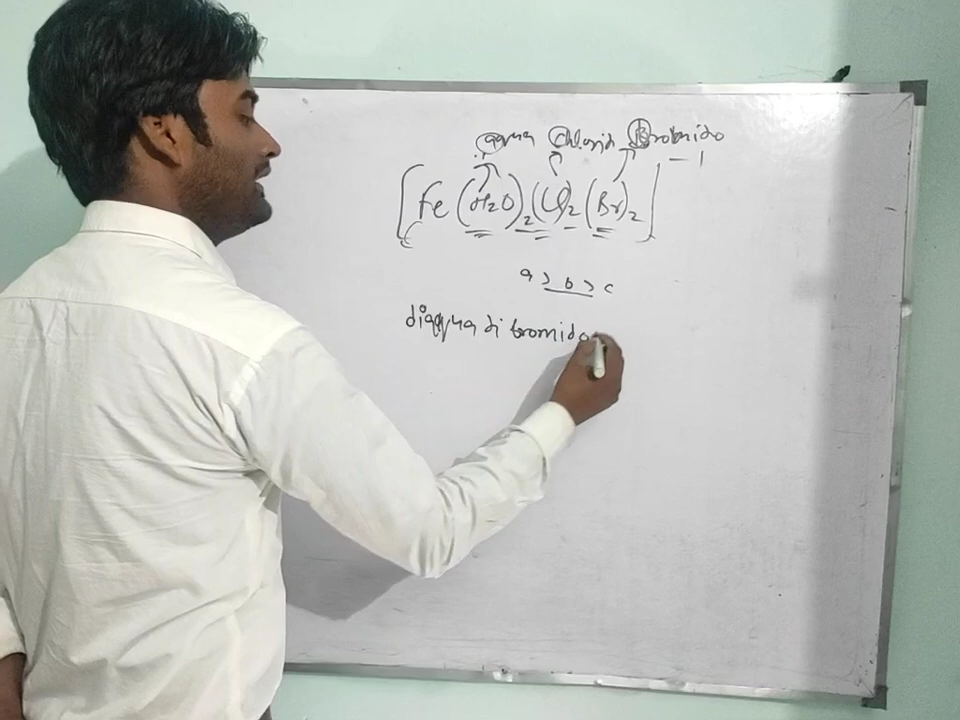 aqua Chlorid Bromido
[Fe(H2O)2(Cl)2(Br)2] -1
a > b > c
diaqua di bromido